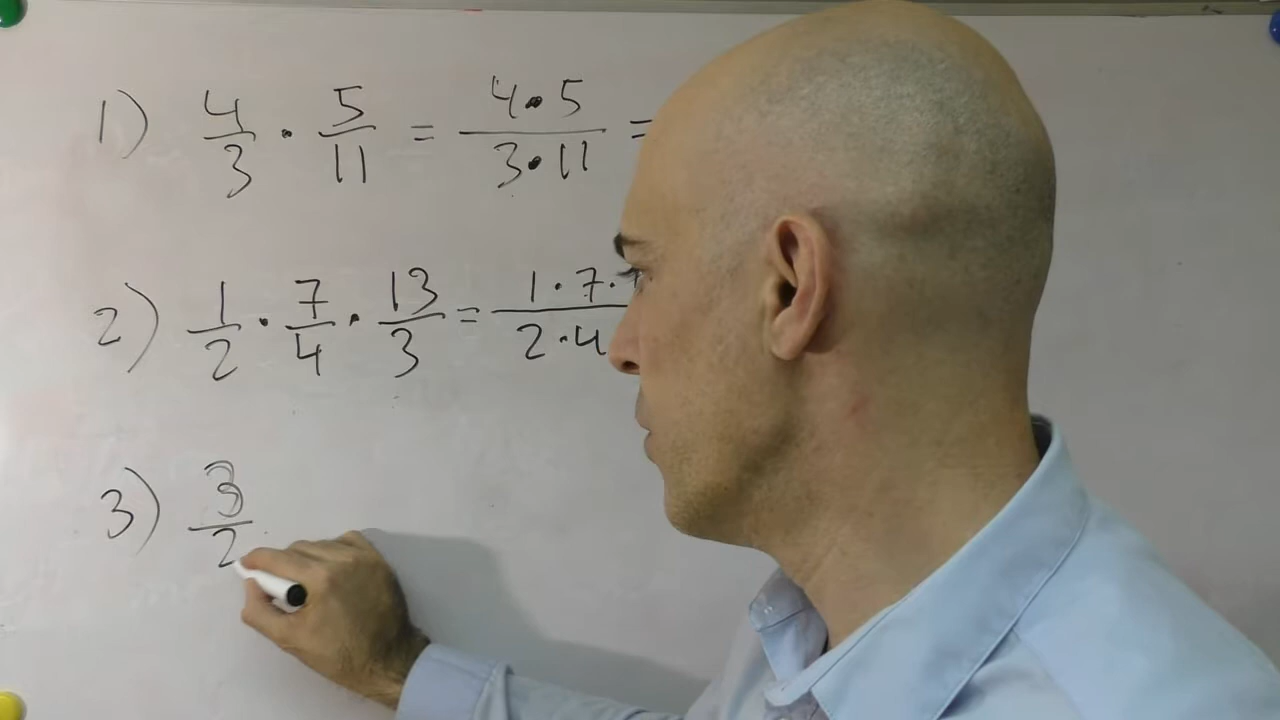 1) 4/3 · 5/11 = 4·5/3·11 =
2) 1/2 · 7/4 · 13/3 = 1·7·/2·4
3) 3/2